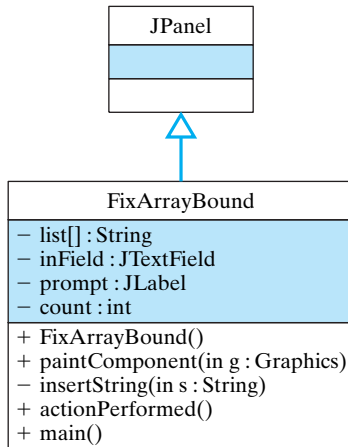 JPanel
FixArrayBound
− list[] : String
− inField : JTextField
− prompt : JLabel
− count : int
+ FixArrayBound()
+ paintComponent(in g : Graphics)
− insertString(in s : String)
+ actionPerformed()
+ main()